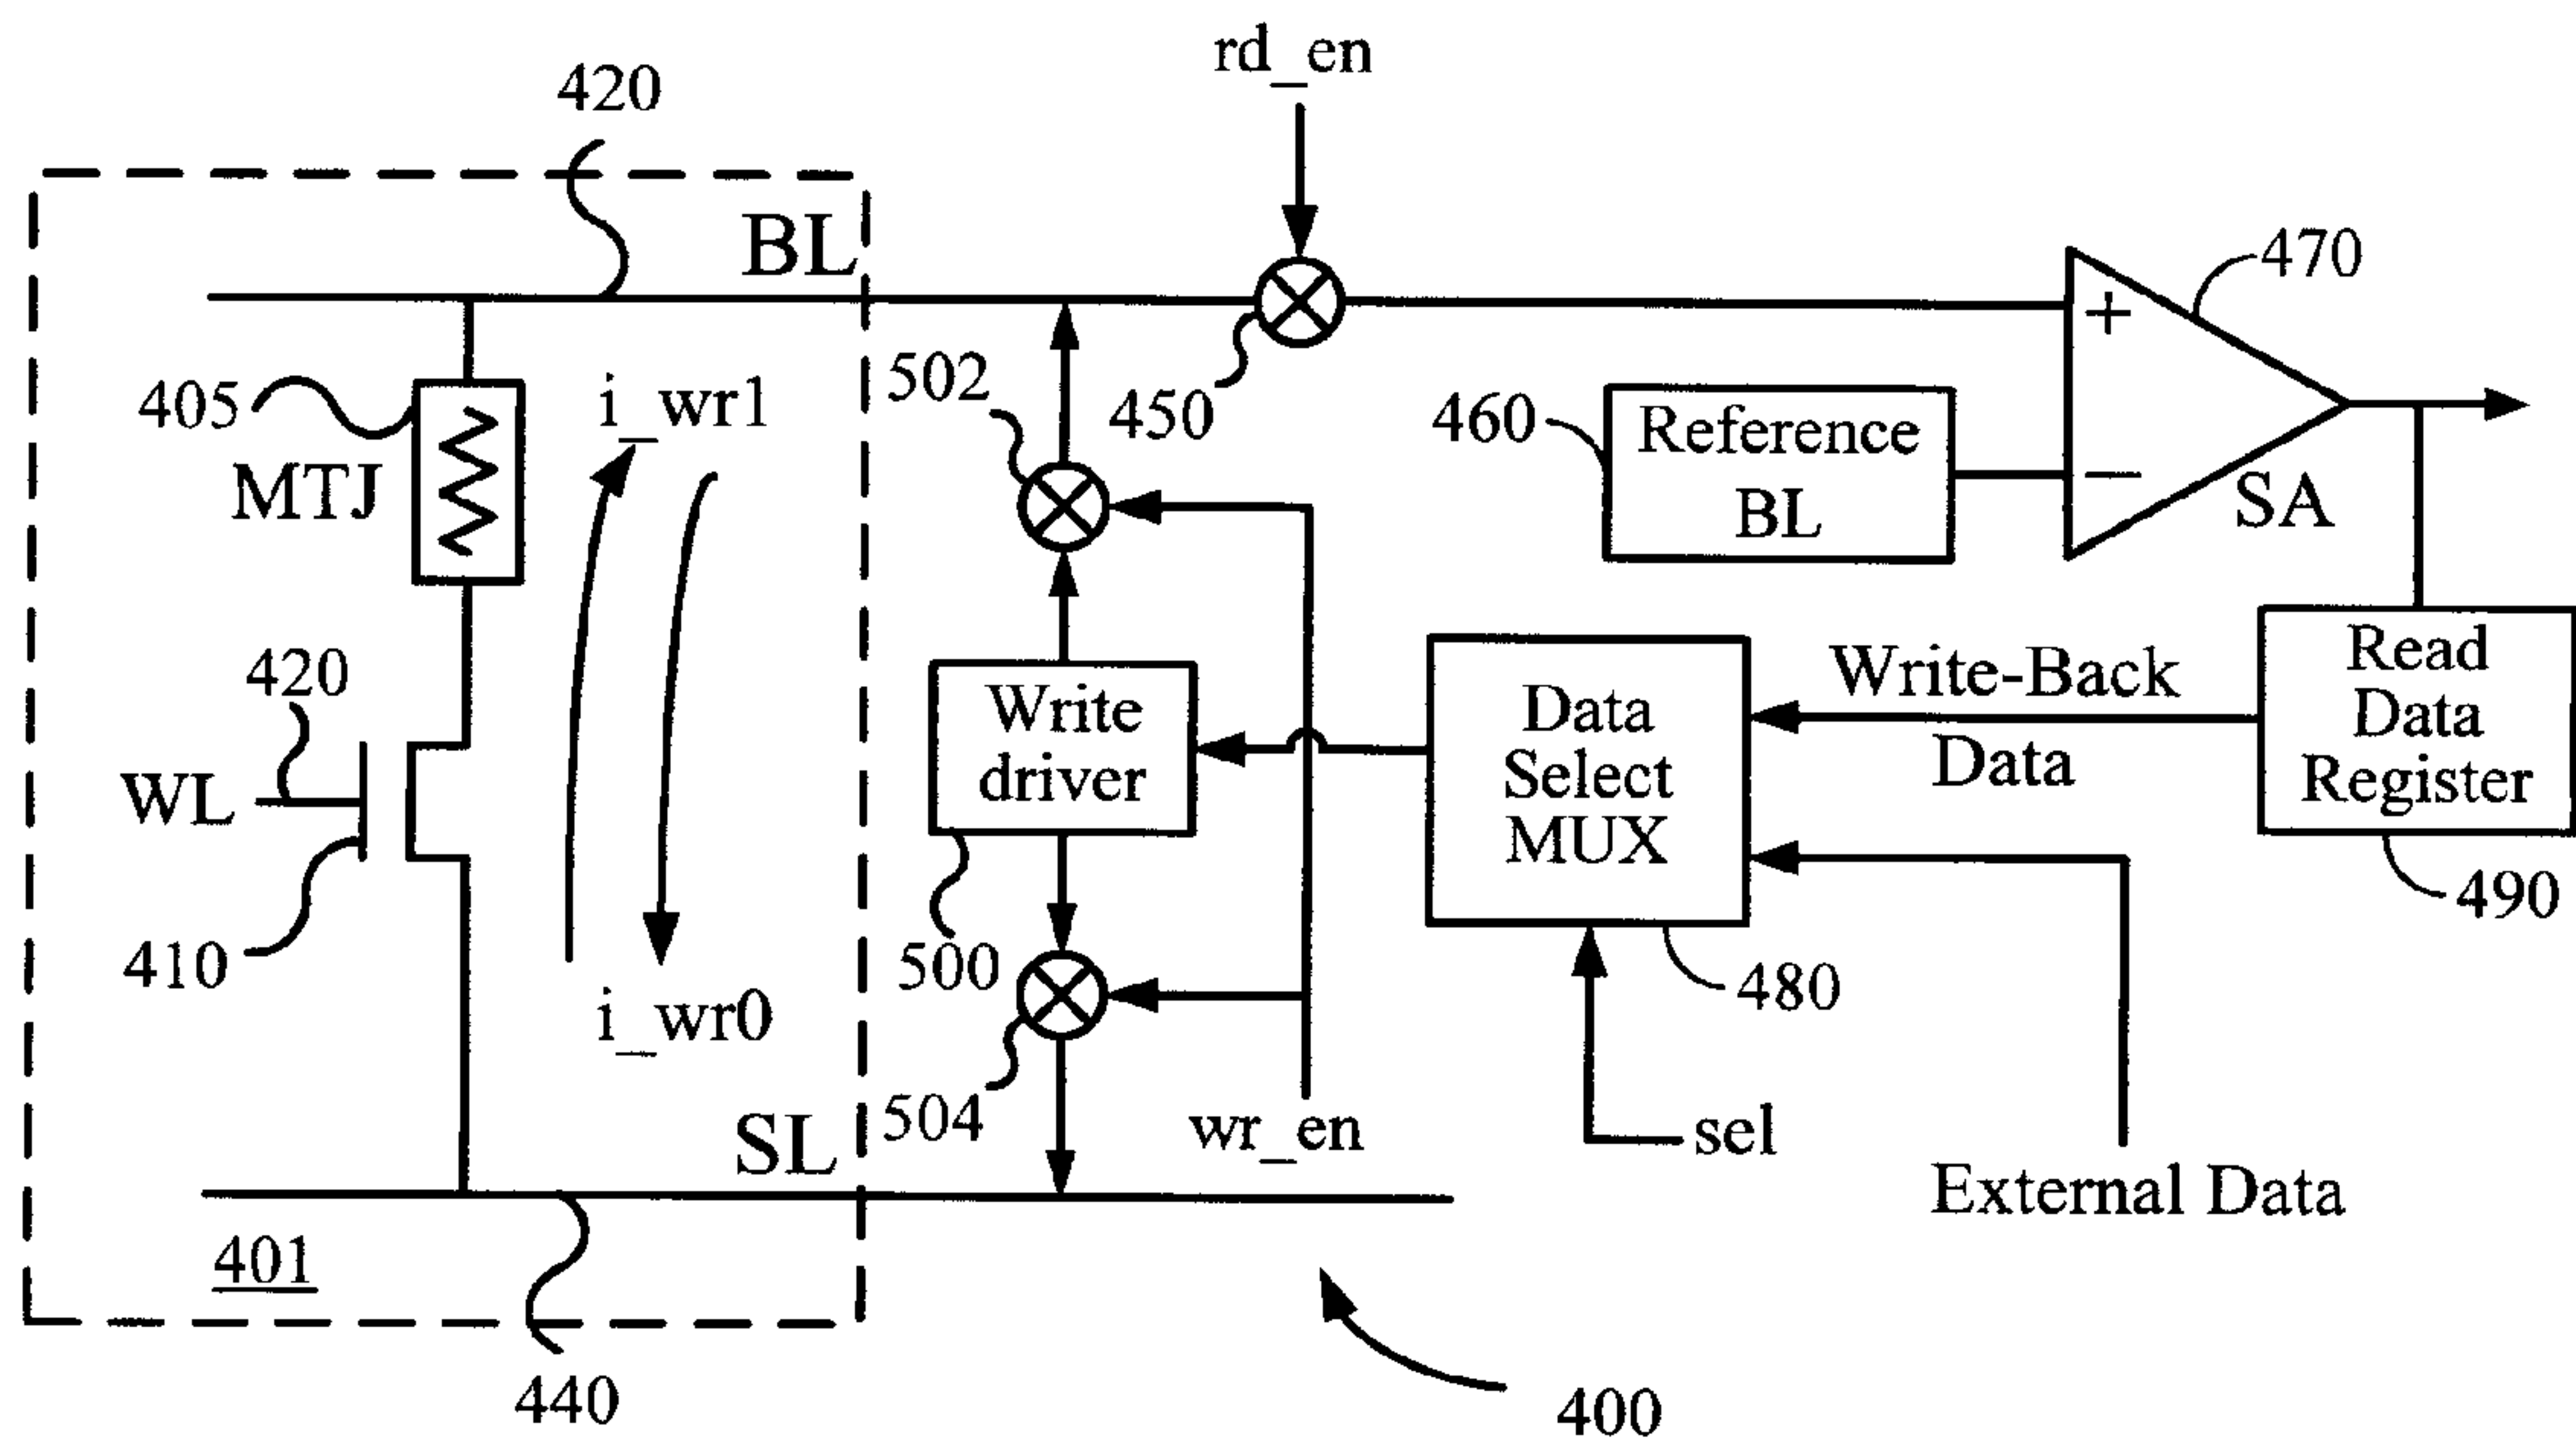 rd_en
420
BL
470
405
i_wr1
502
450
460
Reference
BL
+
−
SA
MTJ
420
WL
410
Write
driver
500
Data
Select
MUX
480
Write-Back
Data
Read
Data
Register
490
i_wr0
504
wr_en
sel
External Data
SL
401
440
400